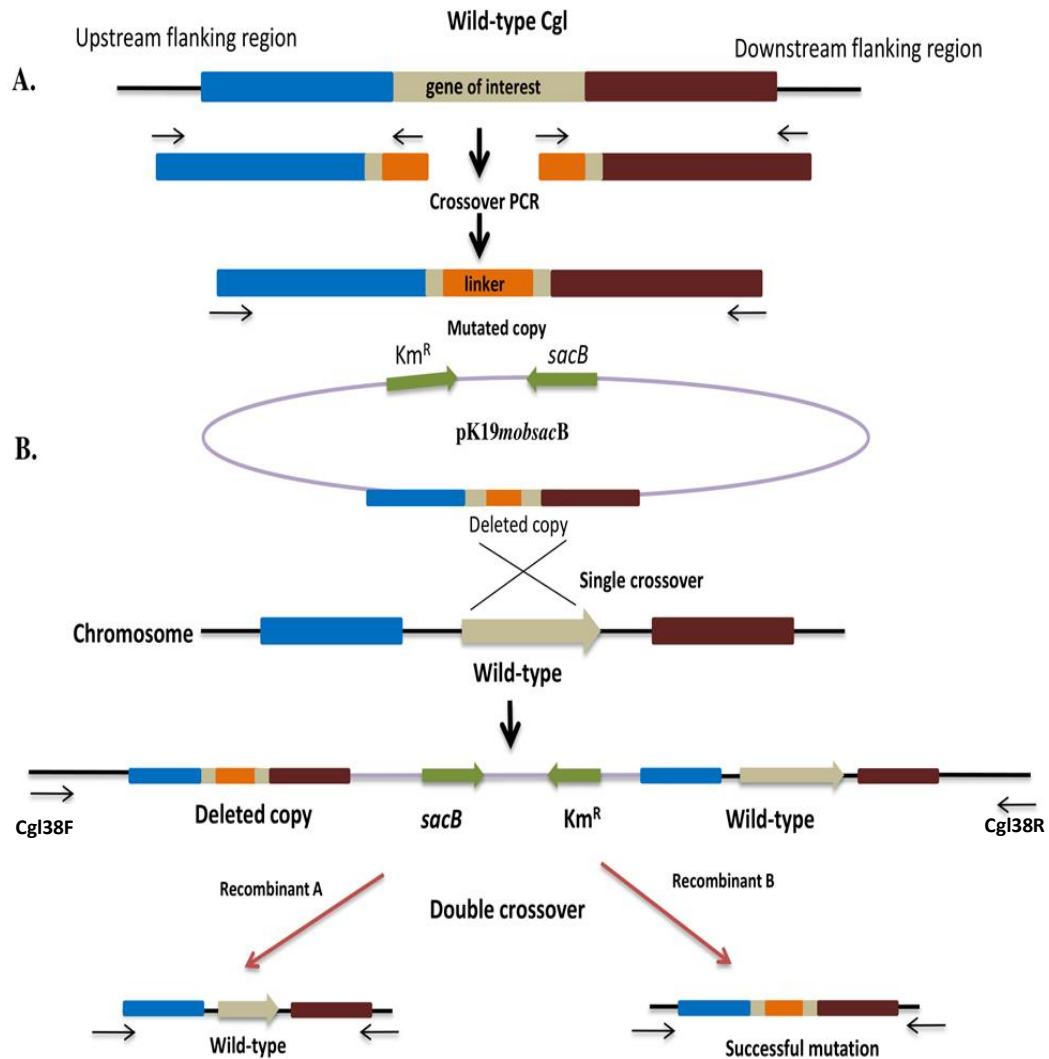 Wild-type Cgl
Upstream flanking region
Downstream flanking region
A.
gene of interest
Crossover PCR
linker
Mutated copy
Km^R
sacB
pK19mobsacB
B.
Deleted copy
Single crossover
Chromosome
Wild-type
Cgl38F
Deleted copy
sacB
Km^R
Wild-type
Cgl38R
Recombinant A
Recombinant B
Double crossover
Wild-type
Successful mutation